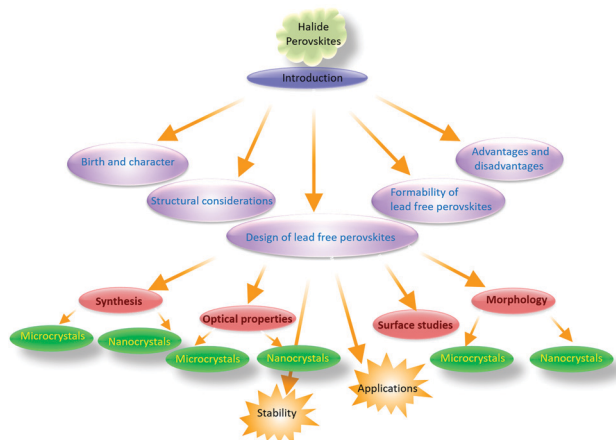 Halide
Perovskites
Introduction
Birth and character
Advantages and
disadvantages
Structural considerations
Formability of
lead free perovskites
Design of lead free perovskites
Synthesis
Optical properties
Surface studies
Morphology
Microcrystals
Nanocrystals
Microcrystals
Nanocrystals
Microcrystals
Nanocrystals
Stability
Applications